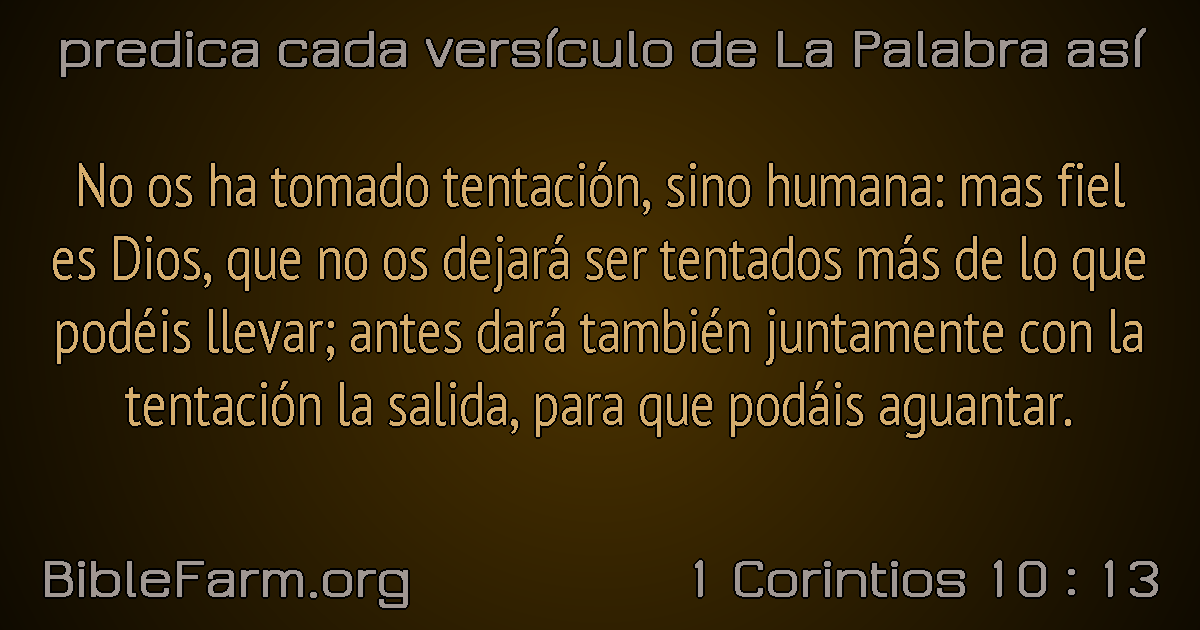 predica cada versículo de La Palabra así
No os ha tomado tentación, sino humana: mas fiel
es Dios, que no os dejará ser tentados más de lo que
podéis llevar; antes dará también juntamente con la
tentación la salida, para que podáis aguantar.
BibleFarm.org
1 Corintios 10 : 13